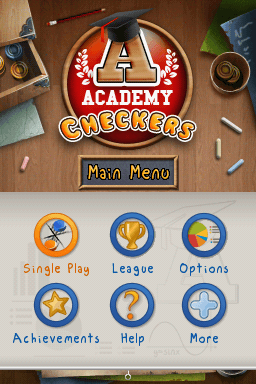 A
ACADEMY
CHECKERS
Main Menu
Single Play
League
Options
Achievements
Help
More